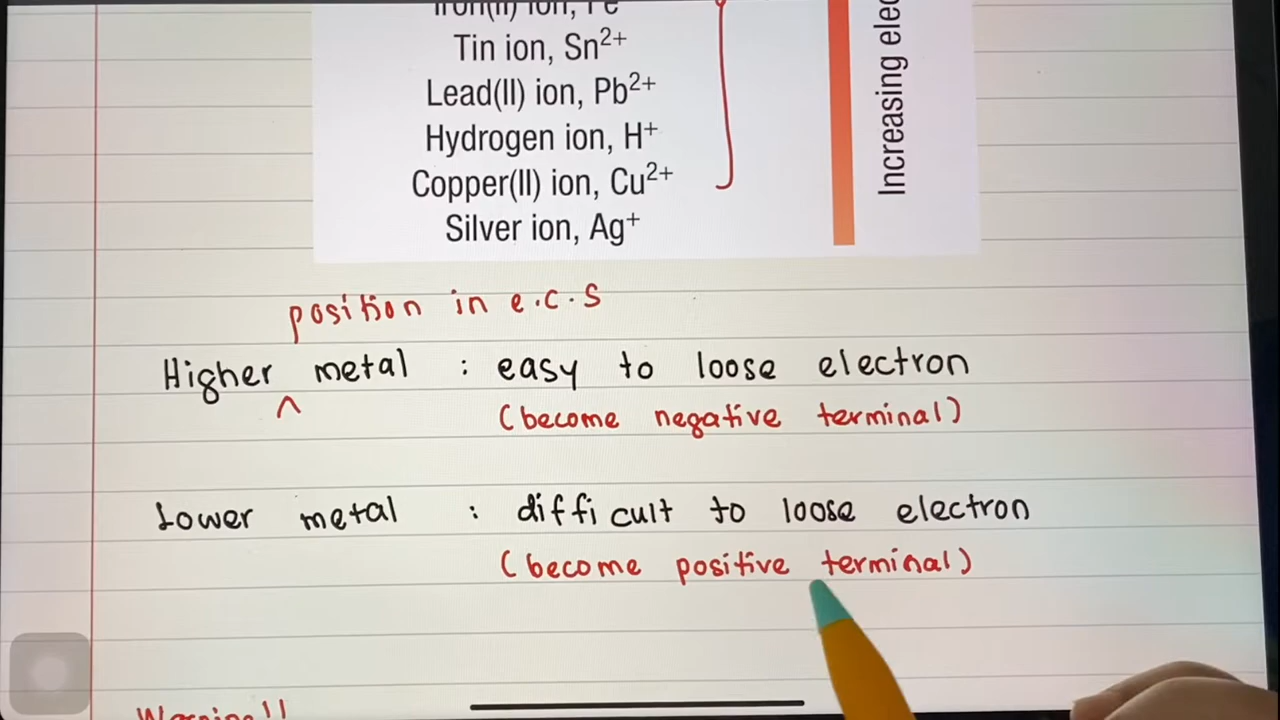 Tin ion, Sn²⁺
Lead(II) ion, Pb²⁺
Hydrogen ion, H⁺
Copper(II) ion, Cu²⁺
Silver ion, Ag⁺
Increasing
position in e.c.s
Higher ^ metal : easy to loose electron
(become negative terminal)
Lower metal : difficult to loose electron
(become positive terminal)
Warning!!